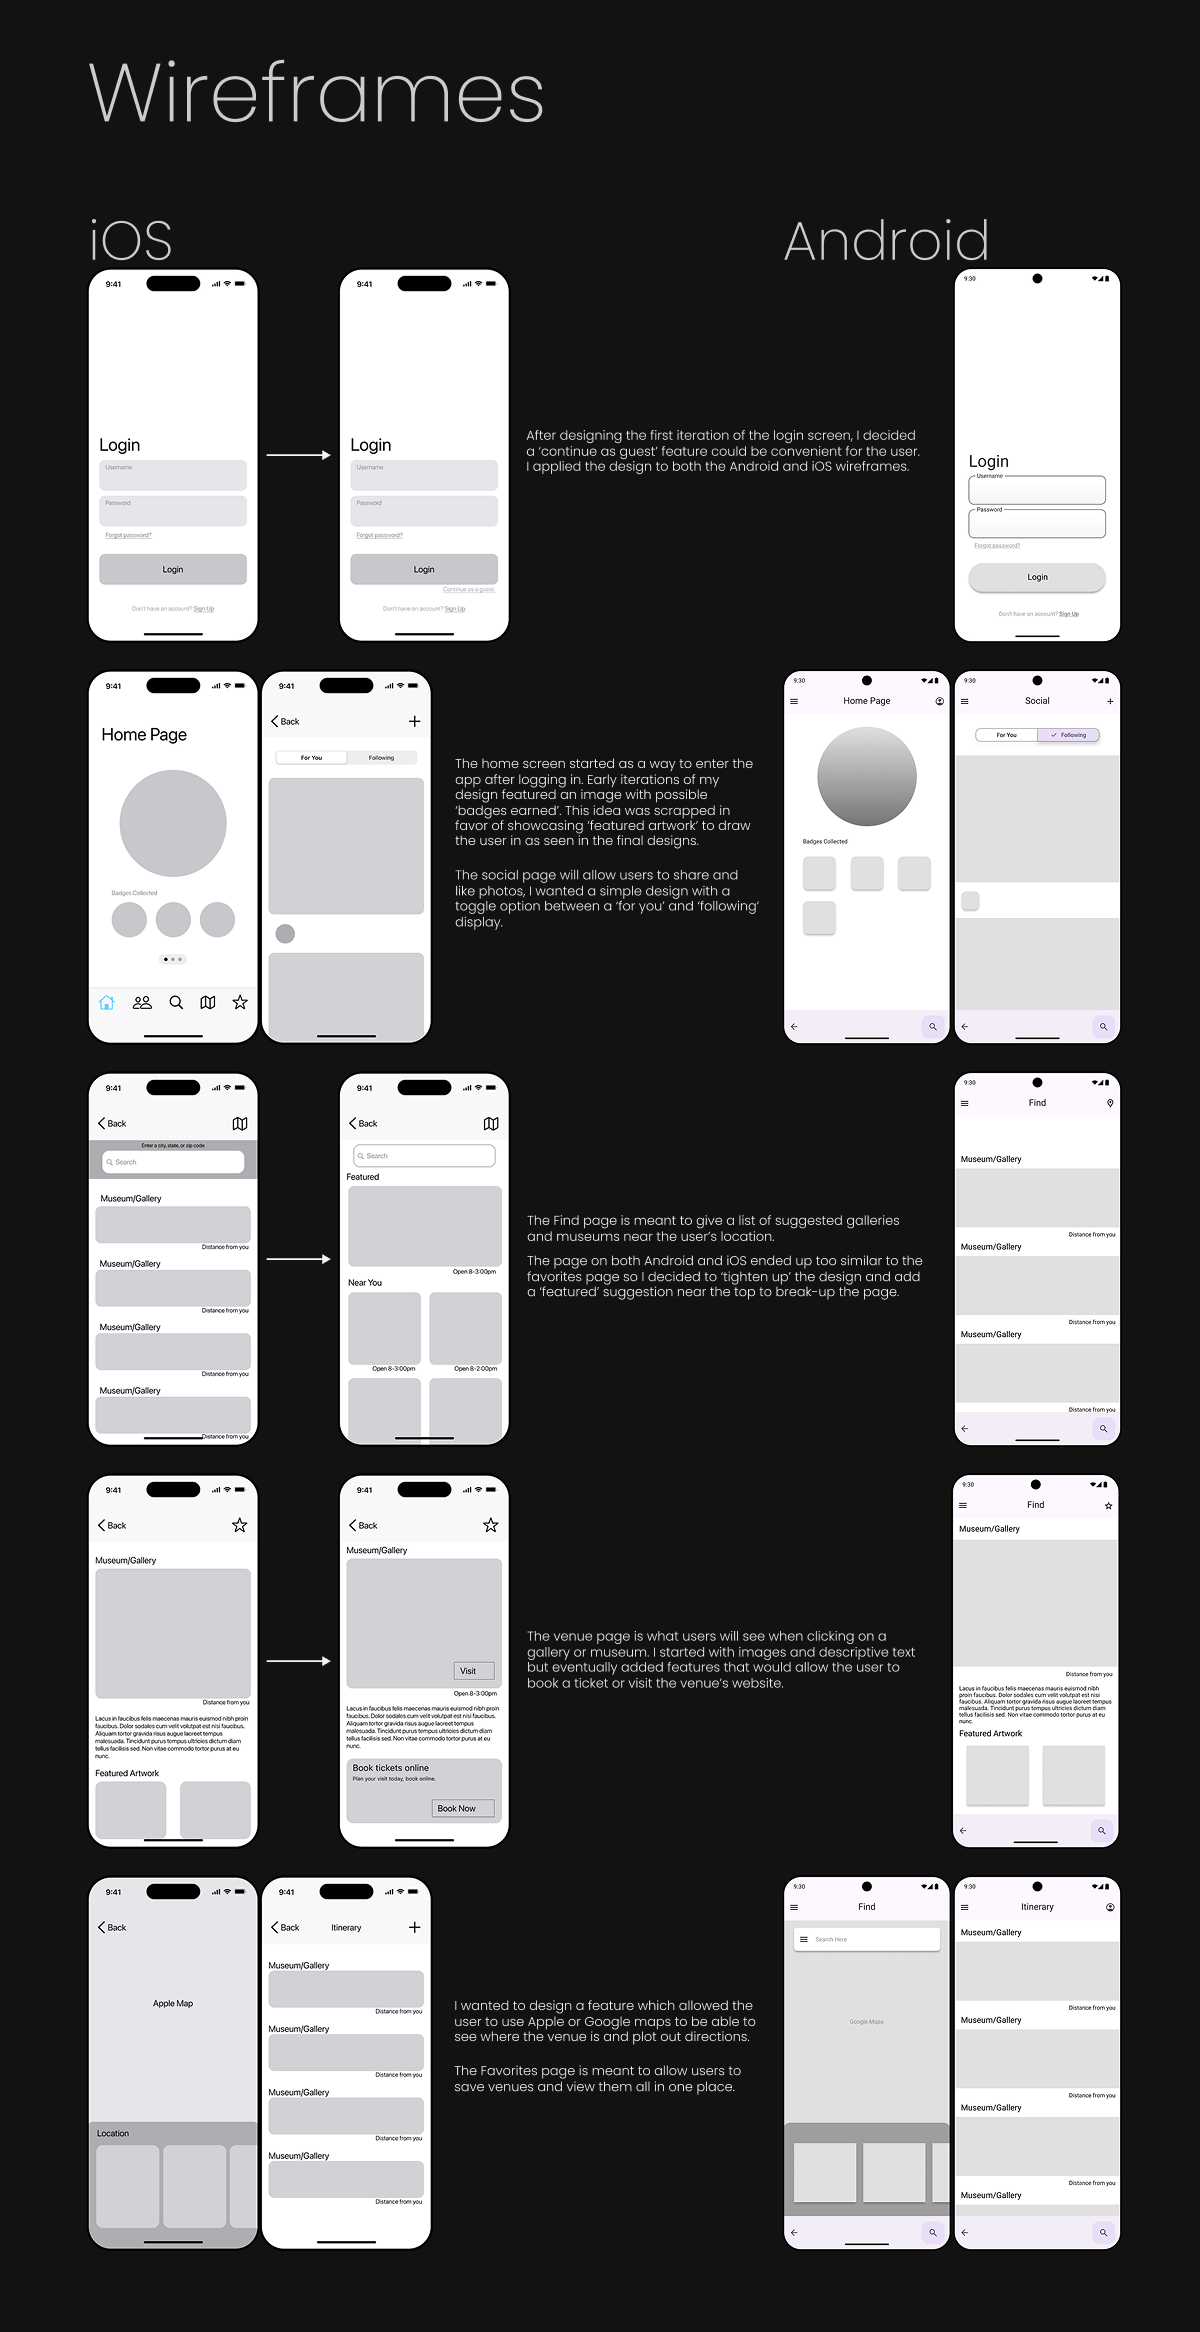 Wireframes
iOS
Android
9:41
Login
Username
Password
Forgot password?
Login
Don't have an account? Sign Up
9:41
Login
Username
Password
Forgot password?
Login
Continue as a guest.
Don't have an account? Sign Up
After designing the first iteration of the login screen, I decided
a ‘continue as guest’ feature could be convenient for the user.
I applied the design to both the Android and iOS wireframes.
9:30
Login
Username
Password
Forgot password?
Login
Don't have an account? Sign Up
9:41
Home Page
Badges Collected
9:41
Back
For You
Following
The home screen started as a way to enter the
app after logging in. Early iterations of my
design featured an image with possible
‘badges earned’. This idea was scrapped in
favor of showcasing ‘featured artwork’ to draw
the user in as seen in the final designs.
The social page will allow users to share and
like photos, I wanted a simple design with a
toggle option between a ‘for you’ and ‘following’
display.
9:30
Home Page
Badges Collected
9:30
Social
For You
Following
9:41
Back
Enter a city, state, or zip code
Search
Museum/Gallery
Distance from you
Museum/Gallery
Distance from you
Museum/Gallery
Distance from you
Museum/Gallery
Distance from you
9:41
Back
Search
Featured
Open 8-3:00pm
Near You
Open 8-3:00pm
Open 8-2:00pm
The Find page is meant to give a list of suggested galleries
and museums near the user’s location.
The page on both Android and iOS ended up too similar to the
favorites page so I decided to ‘tighten up’ the design and add
a ‘featured’ suggestion near the top to break-up the page.
9:30
Find
Museum/Gallery
Distance from you
Museum/Gallery
Distance from you
Museum/Gallery
Distance from you
9:41
Back
Museum/Gallery
Distance from you
Lacus in faucibus felis maecenas mauris euismod nibh proin
faucibus. Dolor sodales cum velit volutpat est nisi faucibus.
Aliquam tortor gravida risus augue laoreet tempus
malesuada. Tincidunt purus tempus ultricies dictum diam
tellus facilisis sed. Non vitae commodo tortor purus at eu
nunc.
Featured Artwork
9:41
Back
Museum/Gallery
Visit
Open 8-3:00pm
Lacus in faucibus felis maecenas mauris euismod nibh proin
faucibus. Dolor sodales cum velit volutpat est nisi faucibus.
Aliquam tortor gravida risus augue laoreet tempus
malesuada. Tincidunt purus tempus ultricies dictum diam
tellus facilisis sed. Non vitae commodo tortor purus at eu
nunc.
Book tickets online
Plan your visit today, book online.
Book Now
The venue page is what users will see when clicking on a
gallery or museum. I started with images and descriptive text
but eventually added features that would allow the user to
book a ticket or visit the venue’s website.
9:30
Find
Museum/Gallery
Distance from you
Lacus in faucibus felis maecenas mauris euismod nibh
proin faucibus. Dolor sodales cum velit volutpat est nisi
faucibus. Aliquam tortor gravida risus augue laoreet tempus
malesuada. Tincidunt purus tempus ultricies dictum diam
tellus facilisis sed. Non vitae commodo tortor purus at eu
nunc.
Featured Artwork
9:41
Back
Apple Map
Location
9:41
Back
Itinerary
Museum/Gallery
Distance from you
Museum/Gallery
Distance from you
Museum/Gallery
Distance from you
Museum/Gallery
Distance from you
I wanted to design a feature which allowed the
user to use Apple or Google maps to be able to
see where the venue is and plot out directions.
The Favorites page is meant to allow users to
save venues and view them all in one place.
9:30
Find
Search Here
Google Maps
9:30
Itinerary
Museum/Gallery
Distance from you
Museum/Gallery
Distance from you
Museum/Gallery
Distance from you
Museum/Gallery